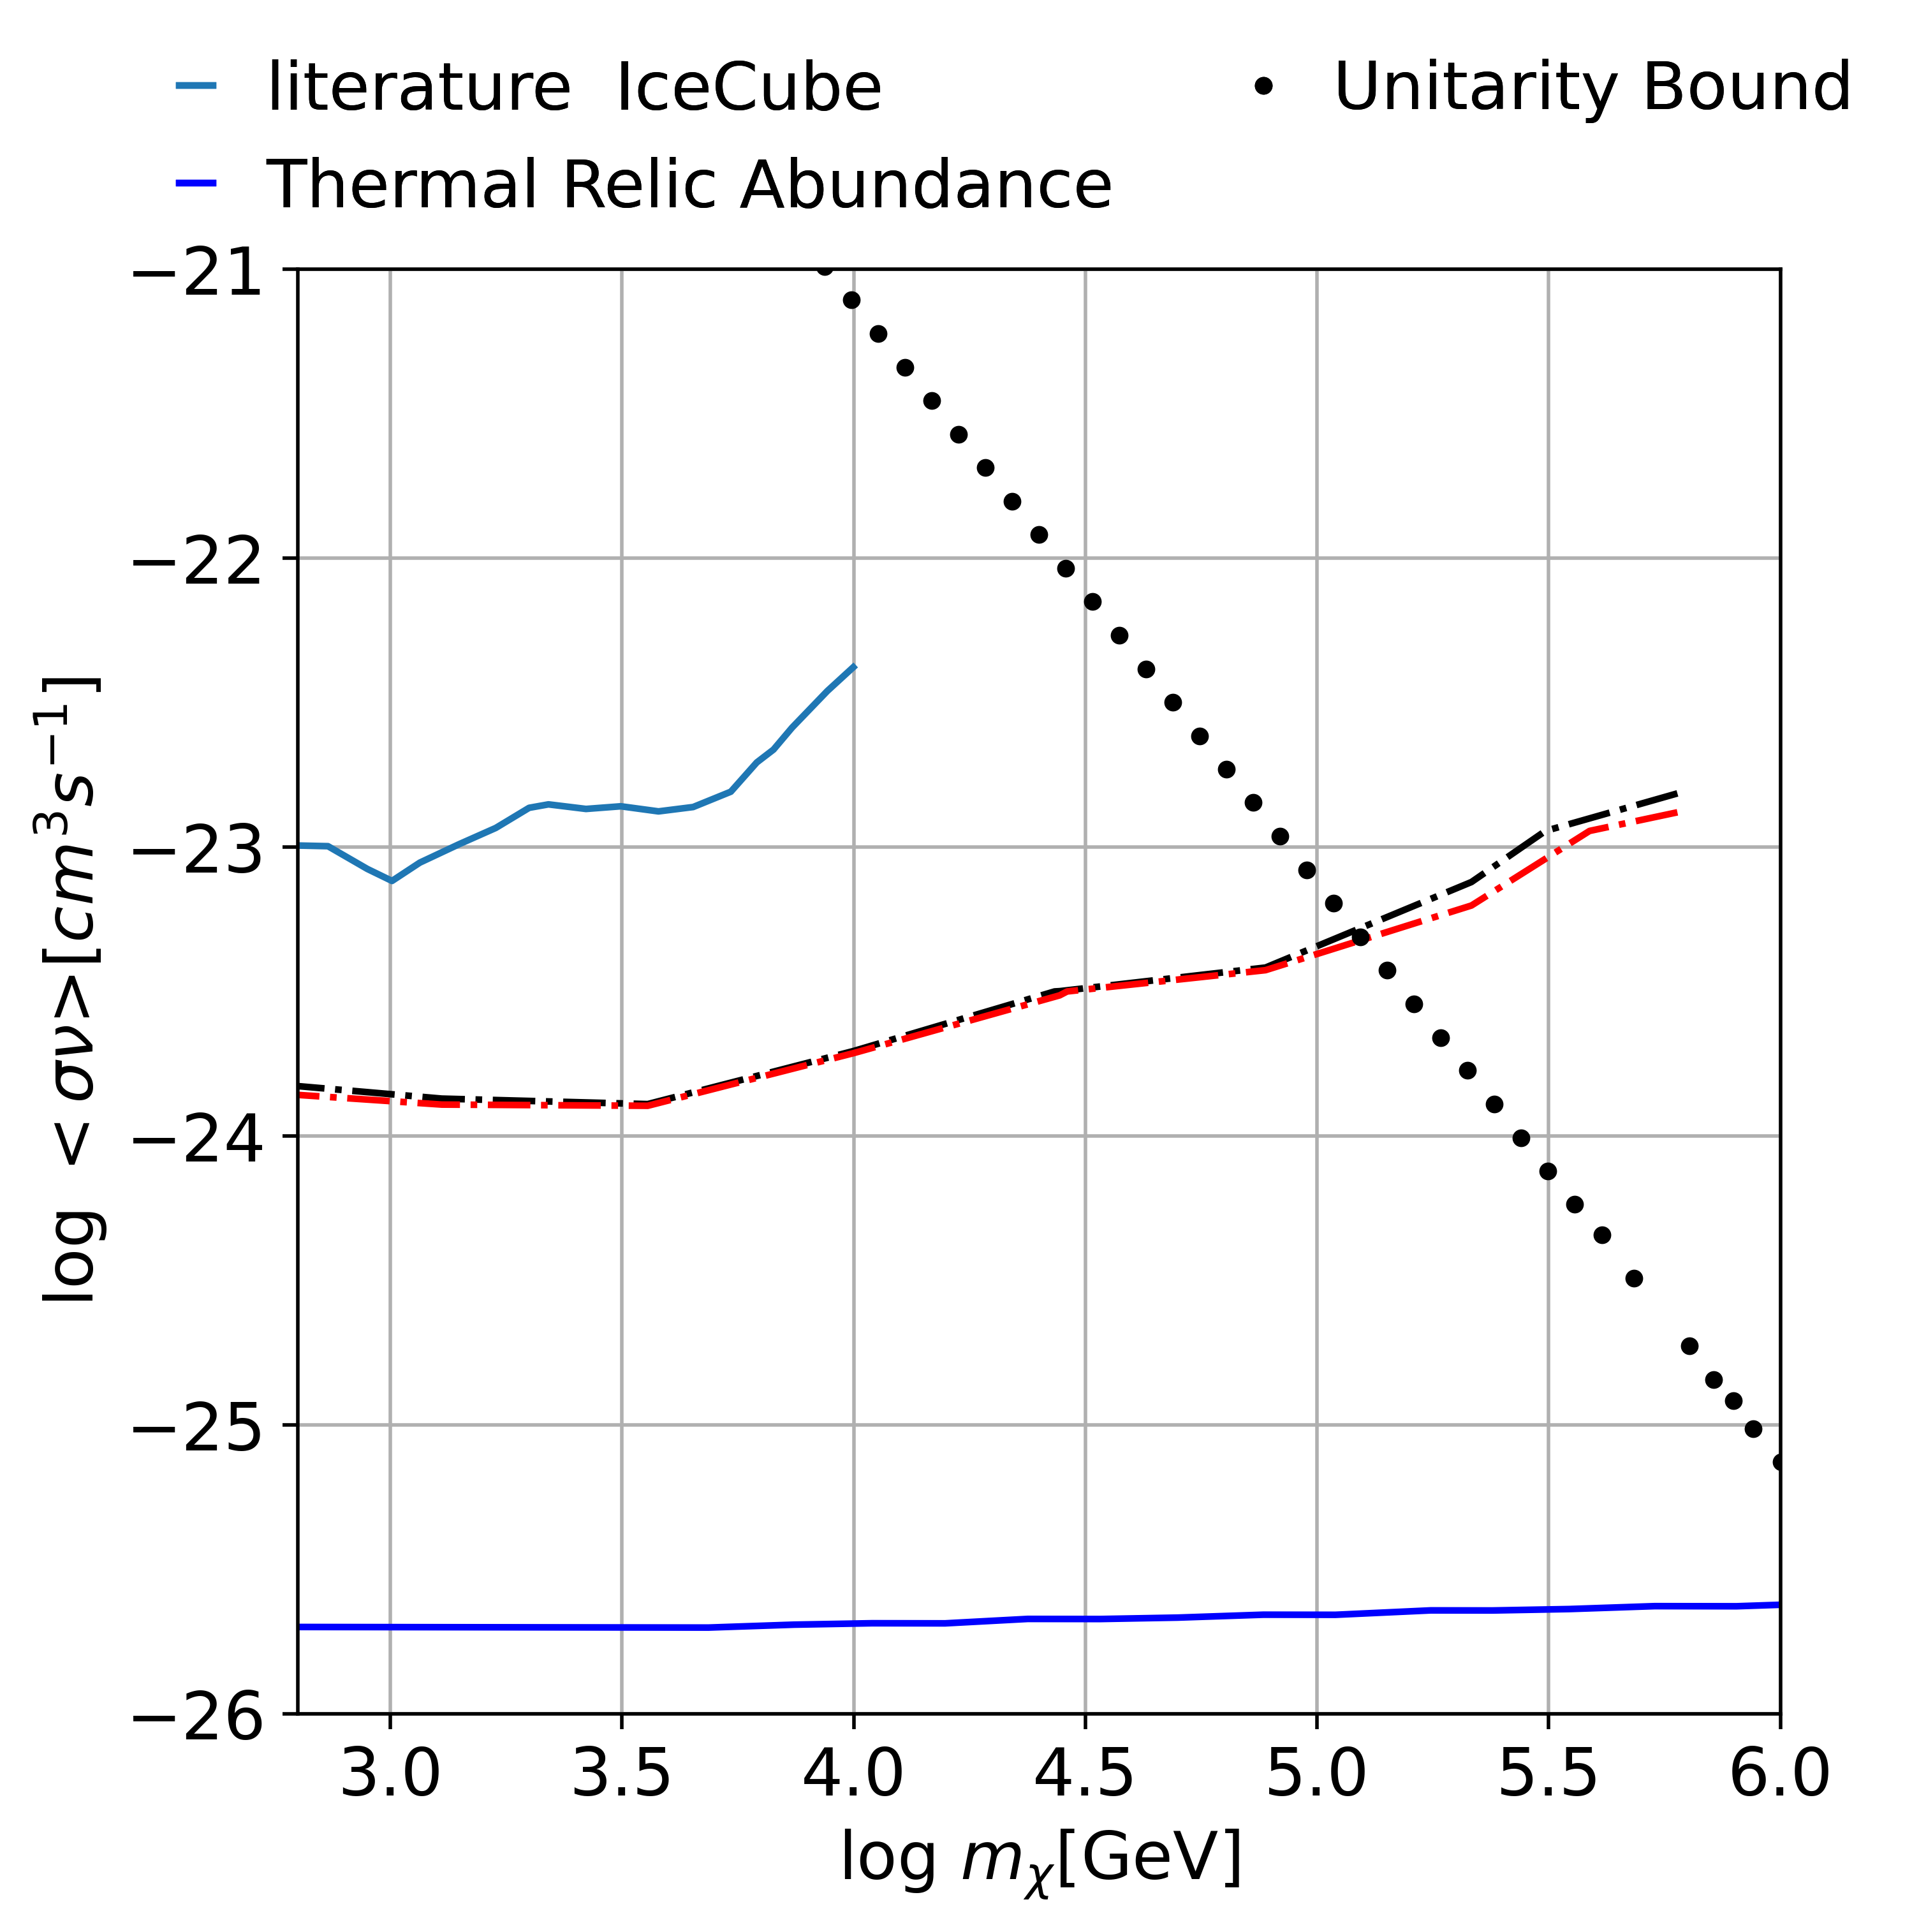 literature IceCube
Unitarity Bound
Thermal Relic Abundance
−21
−22
−23
−24
−25
−26
log < σν>[cm³s⁻¹]
3.0 3.5 4.0 4.5 5.0 5.5 6.0
log mᵪ[GeV]